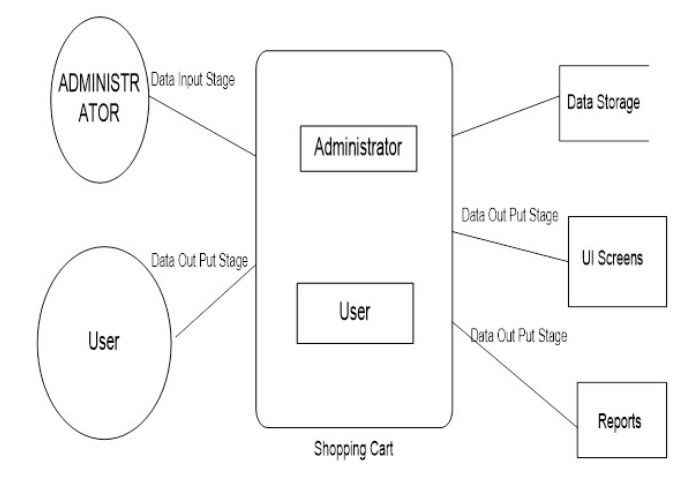 ADMINISTR
ATOR
Data Input Stage
Administrator
Data Storage
Data Out Put Stage
UI Screens
Data Out Put Stage
User
User
Data Out Put Stage
Reports
Shopping Cart